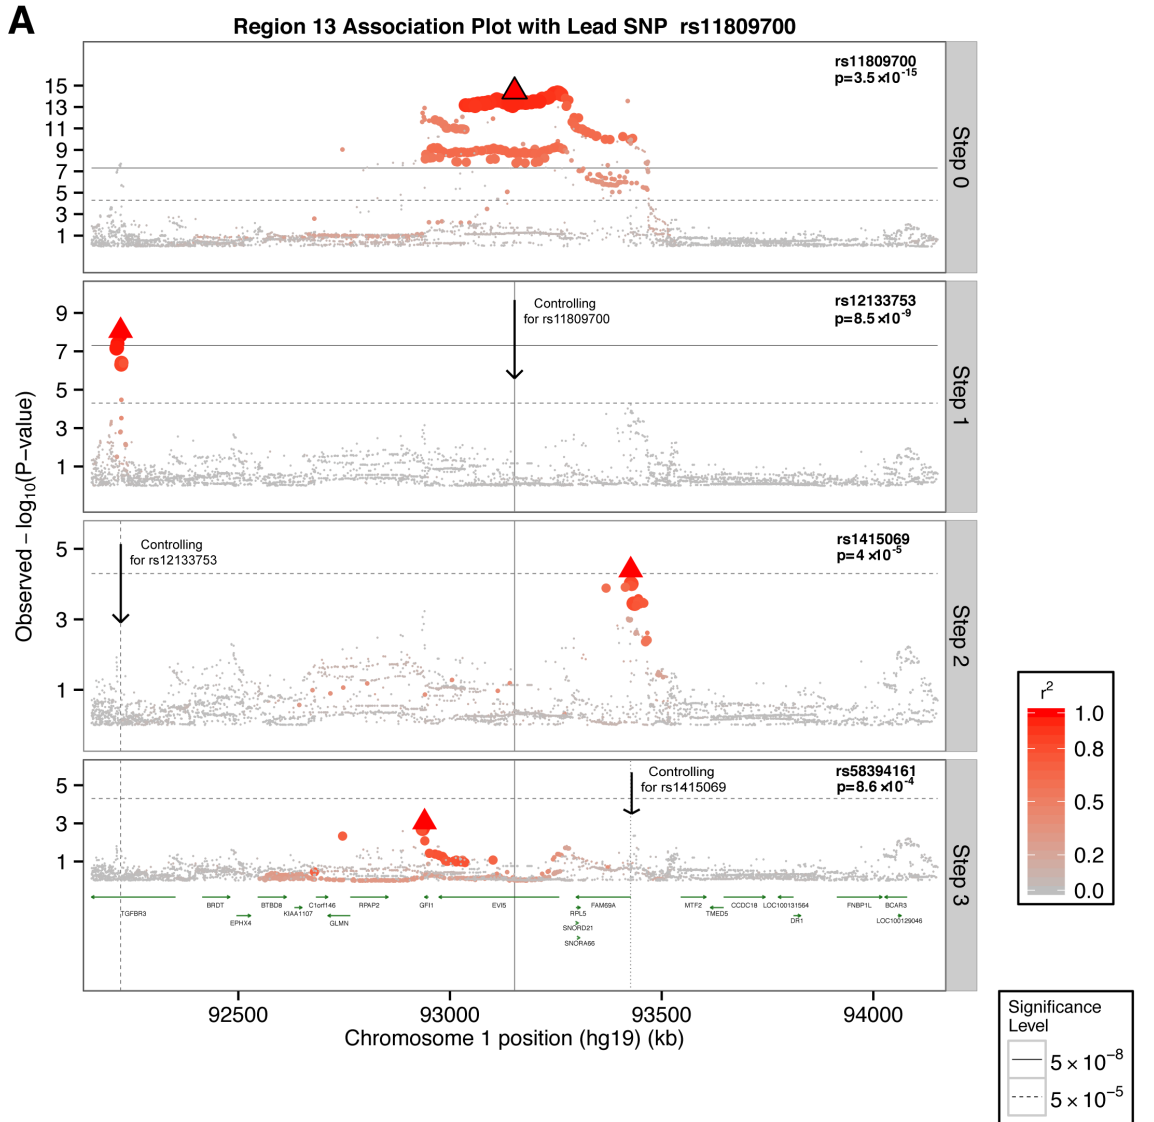 A
Region 13 Association Plot with Lead SNP rs11809700
Observed − log10(P−value)
15
13
11
9
7
5
3
1
rs11809700
p=3.5×10-15
Step 0
9
7
5
3
1
Controlling
for rs11809700
rs12133753
p=8.5×10-9
Step 1
5
3
1
Controlling
for rs12133753
rs1415069
p=4×10-5
Step 2
5
3
1
Controlling
for rs1415069
rs58394161
p=8.6×10-4
Step 3
TGFBR3
BRDT
EPHX4
BTBD8
KIAA1107
C1orf146
GLMN
RPAP2
GFI1
EVI5
RPL5
SNORD21
SNORA66
FAM69A
MTF2
TMED5
CCDC18
LOC100131564
DR1
FNBP1L
BCAR3
LOC100129046
92500
93000
93500
94000
Chromosome 1 position (hg19) (kb)
r2
1.0
0.8
0.5
0.2
0.0
Significance
Level
5 × 10−8
5 × 10−5